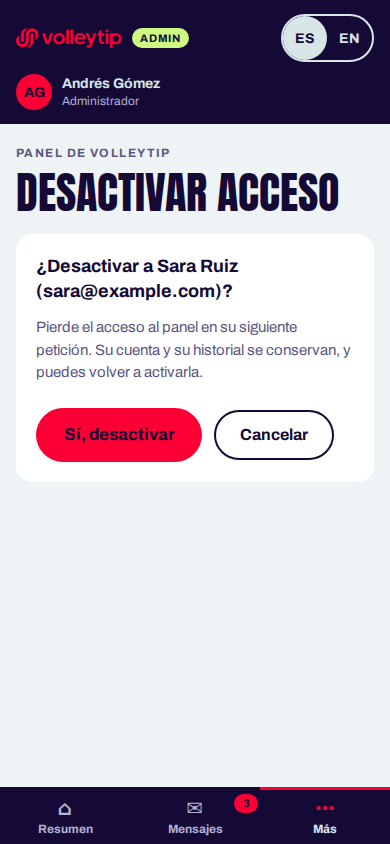 volleytip ADMIN ES EN
AG Andrés Gómez
Administrador
PANEL DE VOLLEYTIP
DESACTIVAR ACCESO
¿Desactivar a Sara Ruiz
(sara@example.com)?
Pierde el acceso al panel en su siguiente
petición. Su cuenta y su historial se conservan, y
puedes volver a activarla.
Sí, desactivar Cancelar
3
Resumen Mensajes Más